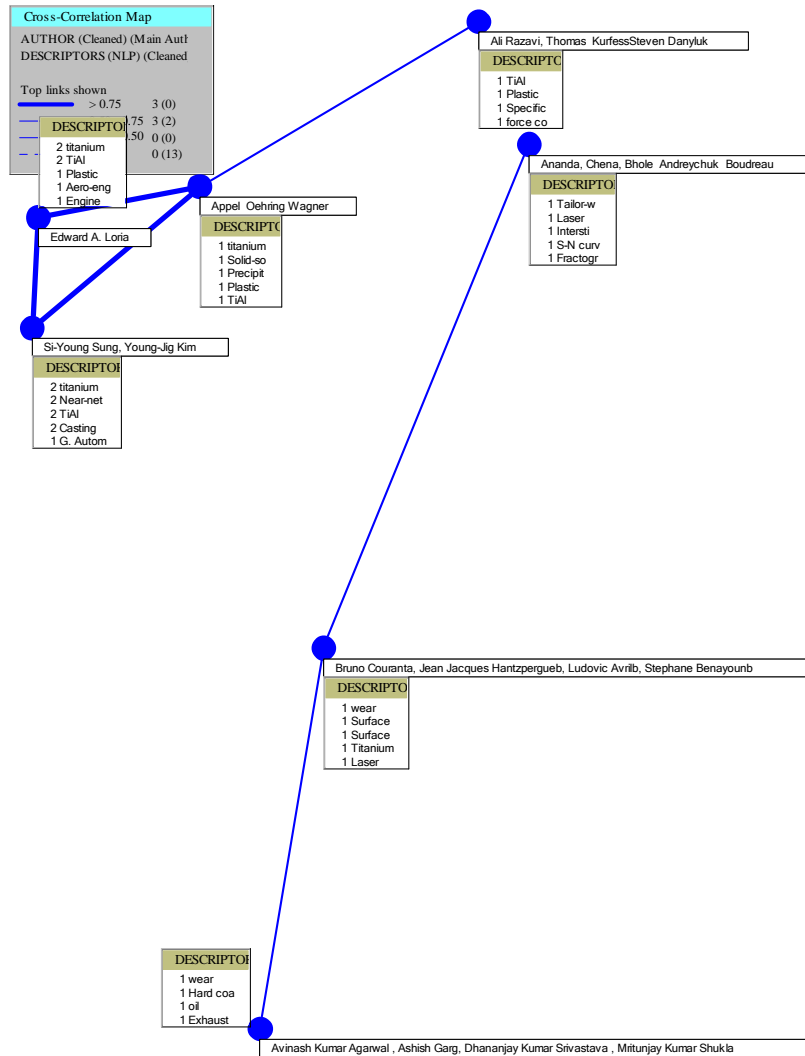 Cross-Correlation Map
AUTHOR (Cleaned) (Main Auth
DESCRIPTORS (NLP) (Cleaned
Top links shown
> 0.75 3 (0)
.75 3 (2)
.50 0 (0)
0 (13)
DESCRIPTO
2 titanium
2 TiAl
1 Plastic
1 Aero-eng
1 Engine
Edward A. Loria
Ali Razavi, Thomas KurfessSteven Danyluk
DESCRIPTO
1 TiAl
1 Plastic
1 Specific
1 force co
Ananda, Chena, Bhole Andreychuk Boudreau
DESCRIPTO
1 Tailor-w
1 Laser
1 Intersti
1 S-N curv
1 Fractogr
Appel Oehring Wagner
DESCRIPTO
1 titanium
1 Solid-so
1 Precipit
1 Plastic
1 TiAl
Si-Young Sung, Young-Jig Kim
DESCRIPTOR
2 titanium
2 Near-net
2 TiAl
2 Casting
1 G. Autom
Bruno Couranta, Jean Jacques Hantzpergueb, Ludovic Avrilb, Stephane Benayounb
DESCRIPTO
1 wear
1 Surface
1 Surface
1 Titanium
1 Laser
DESCRIPTOR
1 wear
1 Hard coa
1 oil
1 Exhaust
Avinash Kumar Agarwal , Ashish Garg, Dhananjay Kumar Srivastava , Mritunjay Kumar Shukla